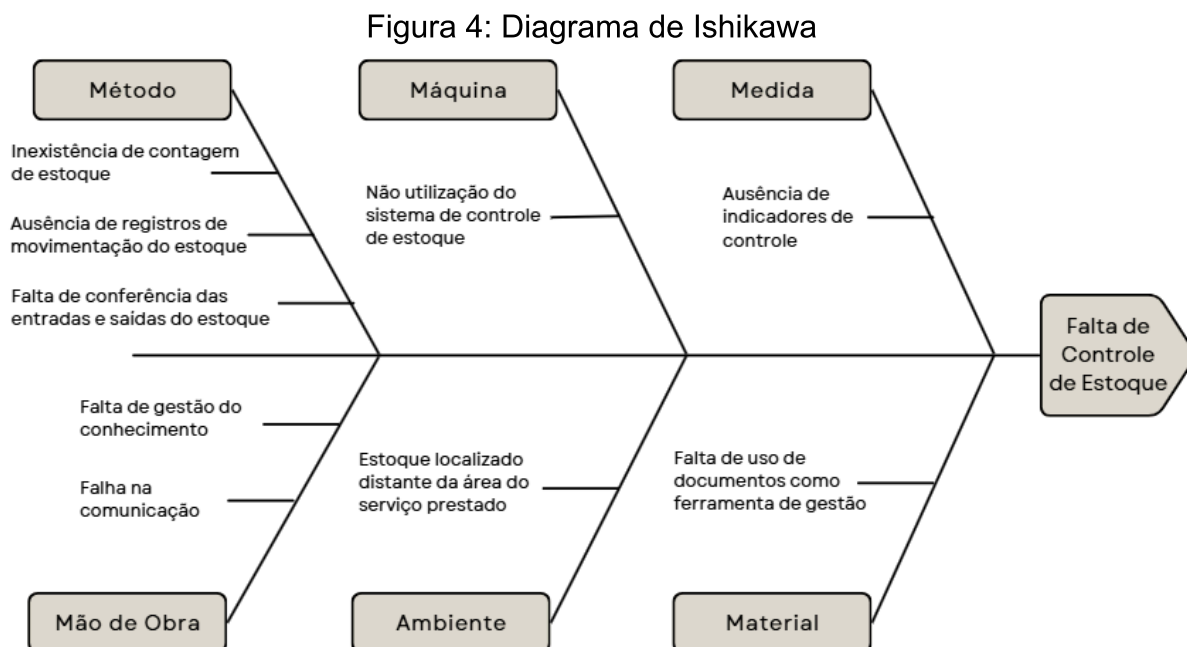 Figura 4: Diagrama de Ishikawa
Método
Máquina
Medida
Inexistência de contagem
de estoque
Ausência de registros de
movimentação do estoque
Falta de conferência das
entradas e saídas do estoque
Não utilização do
sistema de controle
de estoque
Ausência de
indicadores de
controle
Falta de
Controle
de Estoque
Falta de gestão do
conhecimento
Falha na
comunicação
Estoque localizado
distante da área do
serviço prestado
Falta de uso de
documentos como
ferramenta de gestão
Mão de Obra
Ambiente
Material